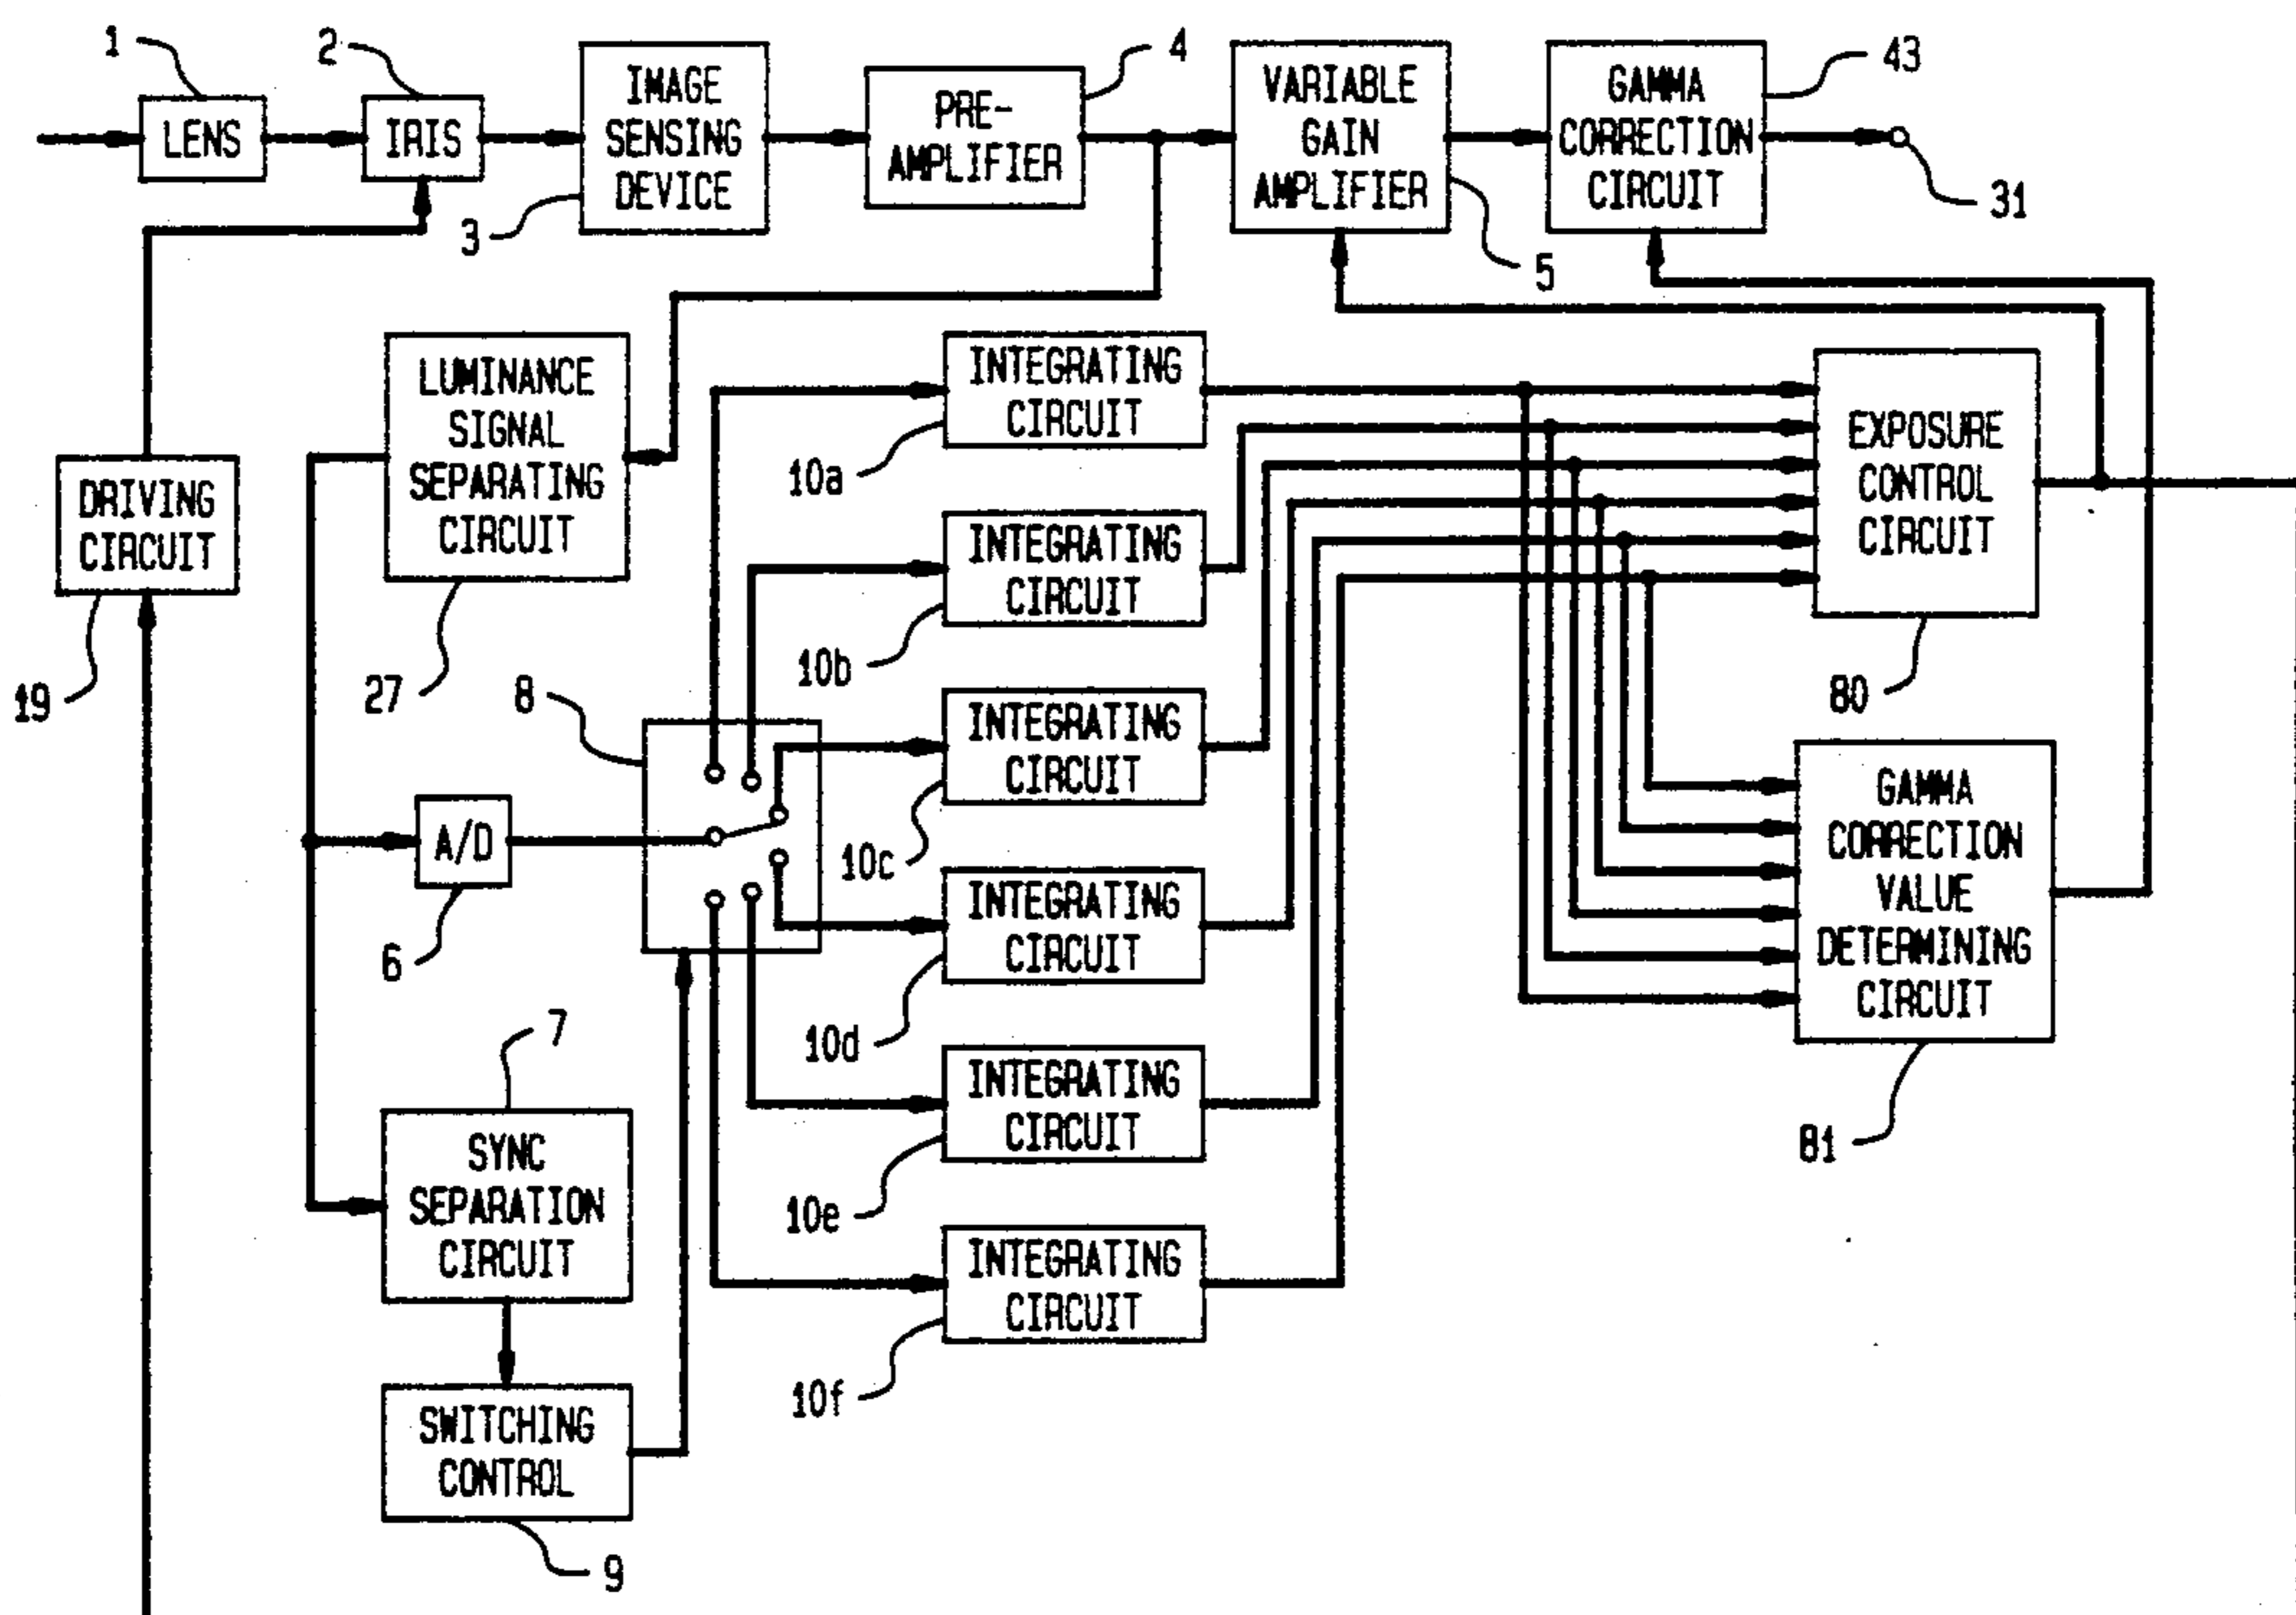 1
2
4
43
LENS
IRIS
IMAGE
SENSING
DEVICE
PRE-
AMPLIFIER
VARIABLE
GAIN
AMPLIFIER
GAMMA
CORRECTION
CIRCUIT
3
5
31
LUMINANCE
SIGNAL
SEPARATING
CIRCUIT
INTEGRATING
CIRCUIT
10a
EXPOSURE
CONTROL
CIRCUIT
DRIVING
CIRCUIT
INTEGRATING
CIRCUIT
10b
19
27
8
80
INTEGRATING
CIRCUIT
10c
A/D
6
GAMMA
CORRECTION
VALUE
DETERMINING
CIRCUIT
INTEGRATING
CIRCUIT
10d
7
81
SYNC
SEPARATION
CIRCUIT
INTEGRATING
CIRCUIT
10e
INTEGRATING
CIRCUIT
10f
SWITCHING
CONTROL
9